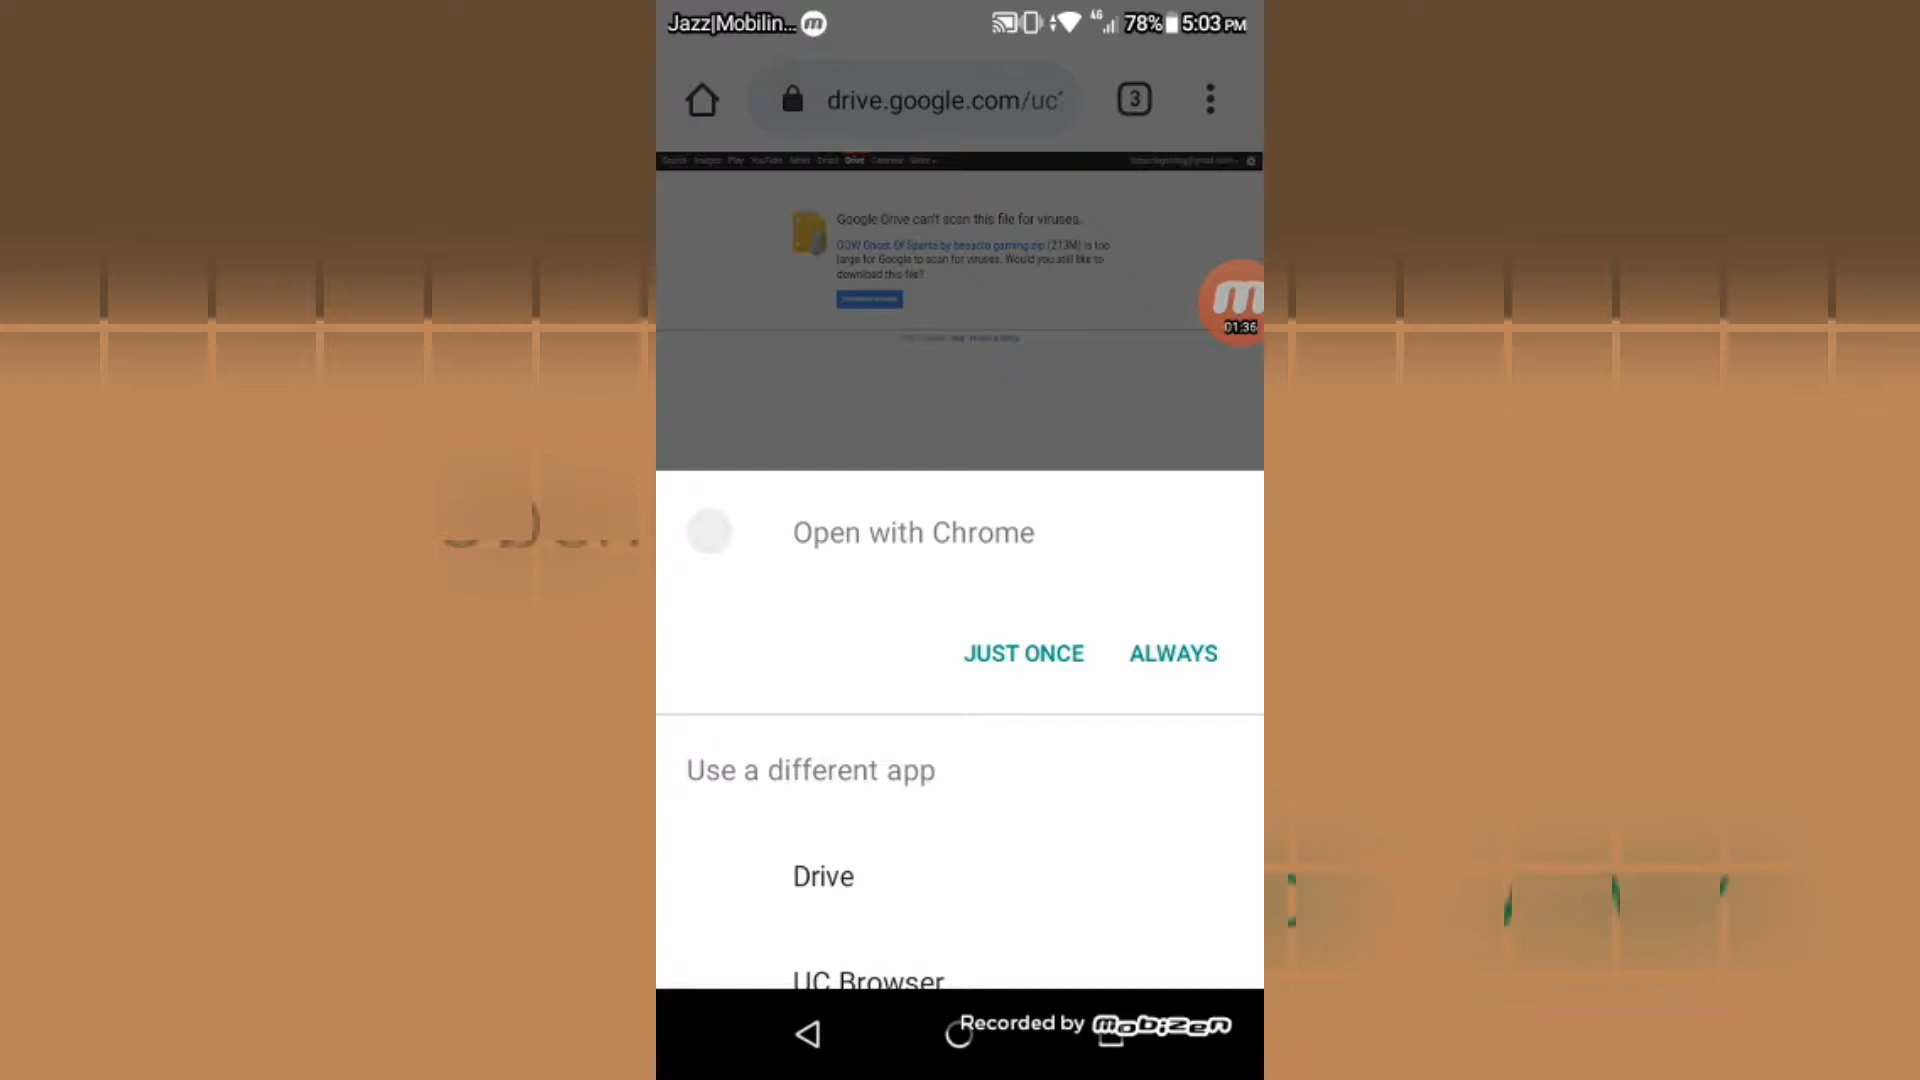 Jazz|Mobilin... m
4G 78% 5:03 PM
drive.google.com/uc
3
Search Images Play YouTube News Gmail Drive Calendar More
Google Drive can't scan this file for viruses.
GOW Ghost Of Sparta by beeasto gaming.zip (213M) is too
large for Google to scan for viruses. Would you still like to
download this file?
m
01:36
Open with Chrome
JUST ONCE ALWAYS
Use a different app
Drive
UC Browser
Recorded by mobizen